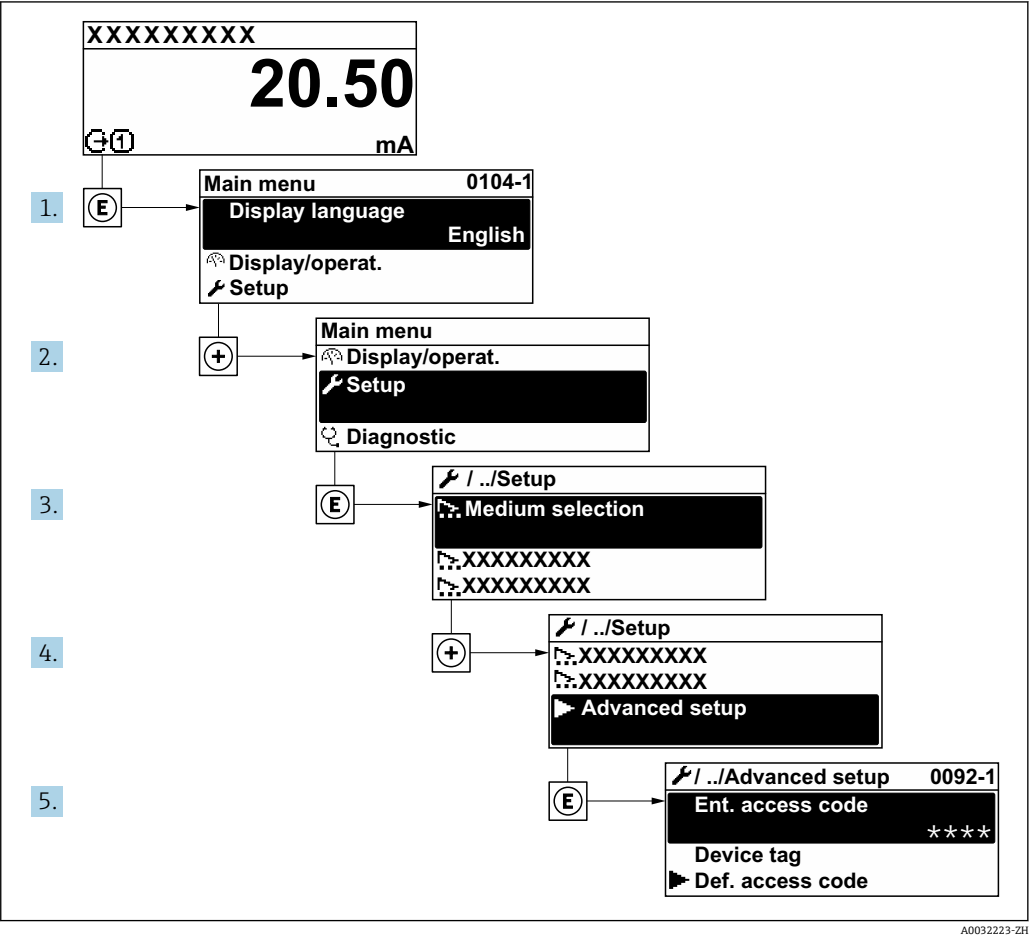 XXXXXXXXX
20.50
1
mA
1.
E
Main menu 0104-1
Display language
English
Display/operat.
Setup
2.
+
Main menu
Display/operat.
Setup
Diagnostic
3.
E
/ ../Setup
Medium selection
XXXXXXXXX
XXXXXXXXX
4.
+
/ ../Setup
XXXXXXXXX
XXXXXXXXX
Advanced setup
5.
E
/ ../Advanced setup 0092-1
Ent. access code
****
Device tag
Def. access code
A0032223-ZH